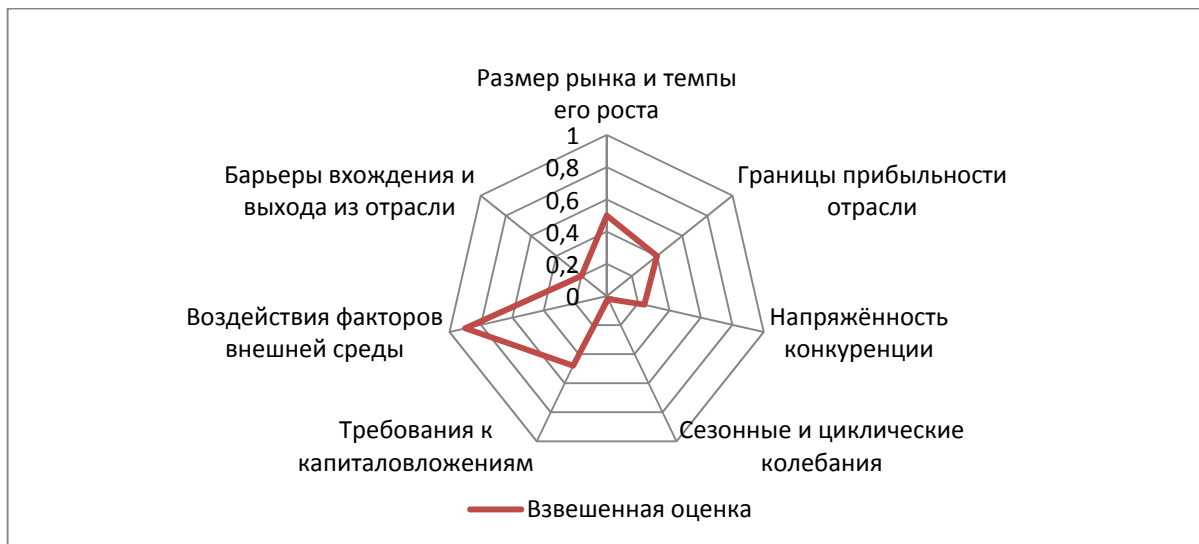 Размер рынка и темпы
его роста
1
0,8
0,6
0,4
0,2
0
Границы прибыльности
отрасли
Напряжённость
конкуренции
Сезонные и циклические
колебания
Требования к
капиталовложениям
Воздействия факторов
внешней среды
Барьеры вхождения и
выхода из отрасли
Взвешенная оценка